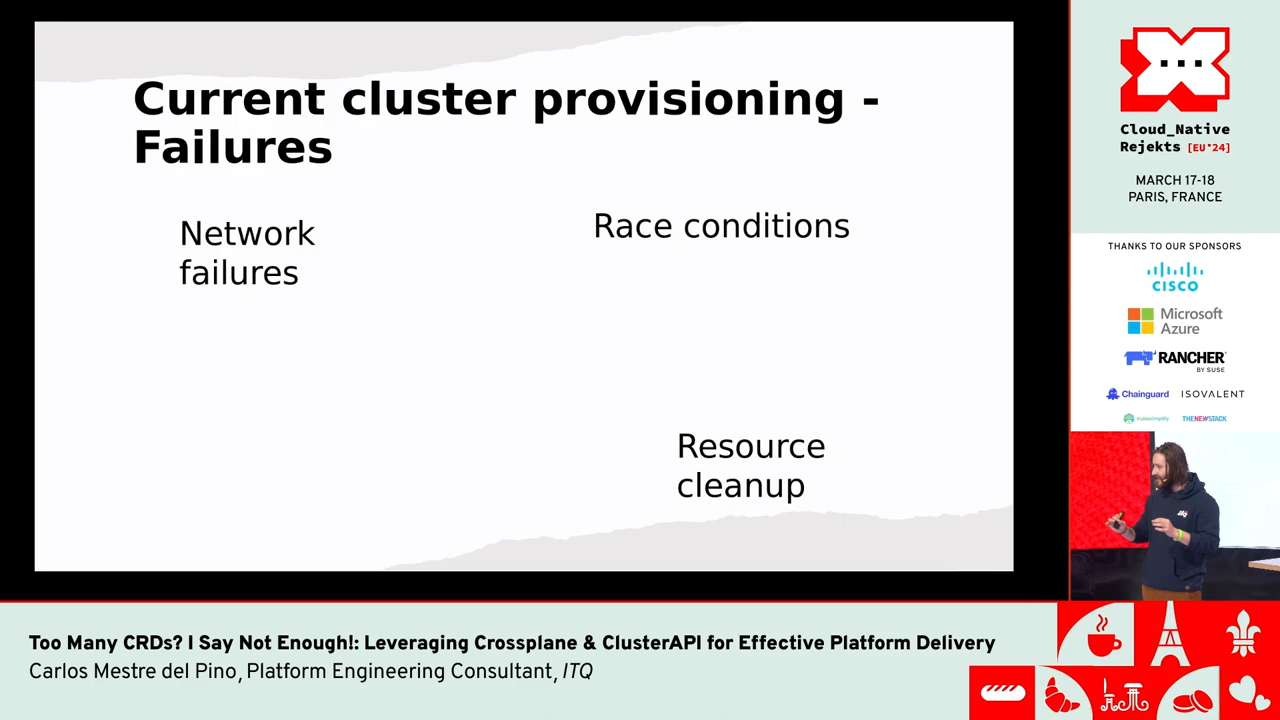 Current cluster provisioning -
Failures
Network
failures
Race conditions
Resource
cleanup
Cloud_Native
Rejekts [EU'24]
MARCH 17-18
PARIS, FRANCE
THANKS TO OUR SPONSORS
CISCO
Microsoft
Azure
RANCHER
BY SUSE
Chainguard
ISOVALENT
kubesimplify
THENEWSTACK
Too Many CRDs? I Say Not Enough!: Leveraging Crossplane & ClusterAPI for Effective Platform Delivery
Carlos Mestre del Pino, Platform Engineering Consultant, ITQ